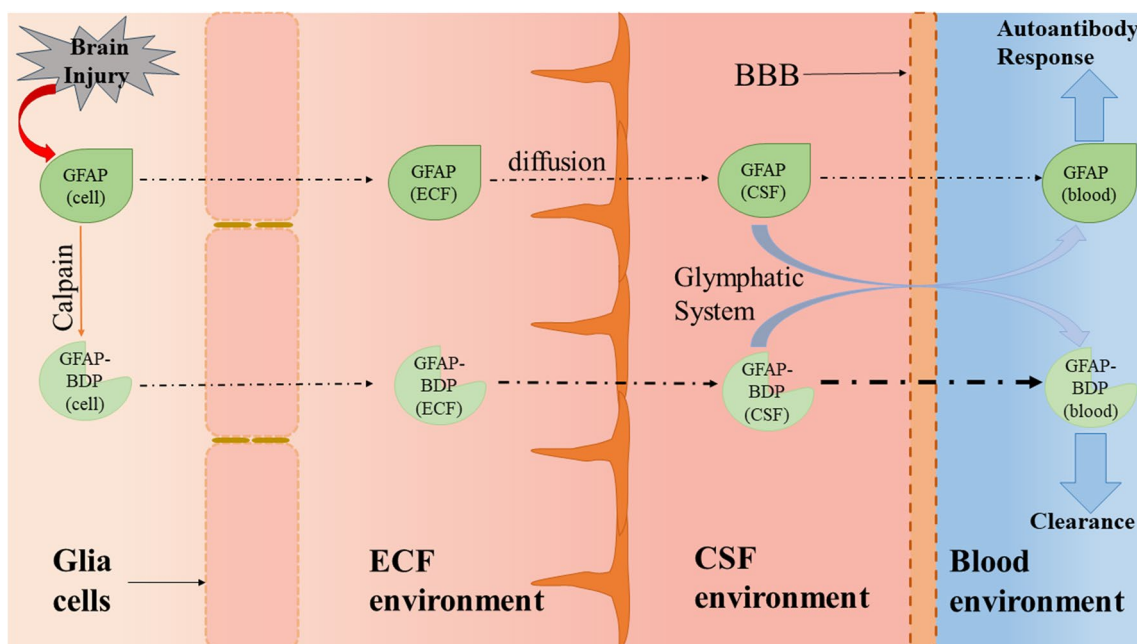 Brain
Injury
Autoantibody
Response
BBB
GFAP
(cell)
GFAP
(ECF)
diffusion
GFAP
(CSF)
GFAP
(blood)
Calpain
Glymphatic
System
GFAP-
BDP
(cell)
GFAP-
BDP
(ECF)
GFAP-
BDP
(CSF)
GFAP-
BDP
(blood)
Clearance
Glia
cells
ECF
environment
CSF
environment
Blood
environment